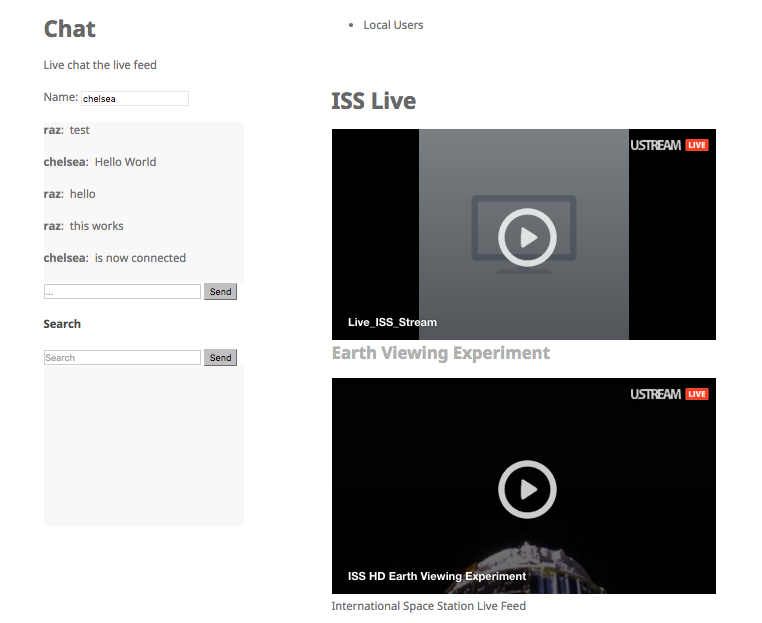 Chat
Live chat the live feed
Name: chelsea
raz: test
chelsea: Hello World
raz: hello
raz: this works
chelsea: is now connected
... Send
Search
Search Send
• Local Users
ISS Live
USTREAM LIVE
Live_ISS_Stream
Earth Viewing Experiment
USTREAM LIVE
ISS HD Earth Viewing Experiment
International Space Station Live Feed